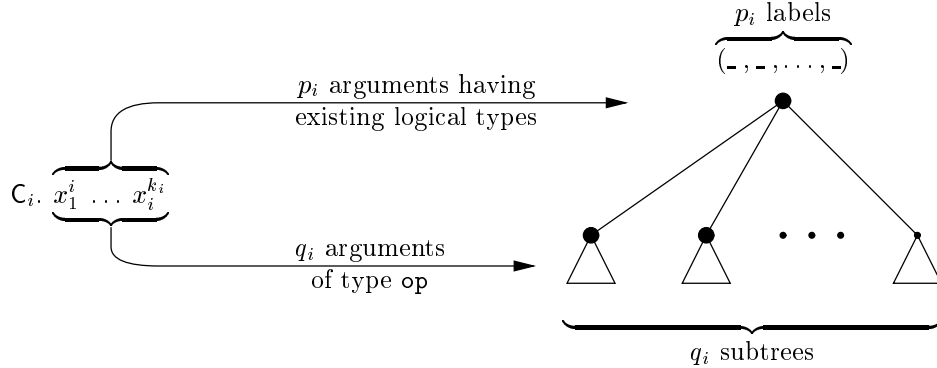 p_i labels
(_ , _ , . . . , _)
p_i arguments having
existing logical types
C_i. x_1^i . . . x_i^{k_i}
q_i arguments
of type op
. . .
q_i subtrees